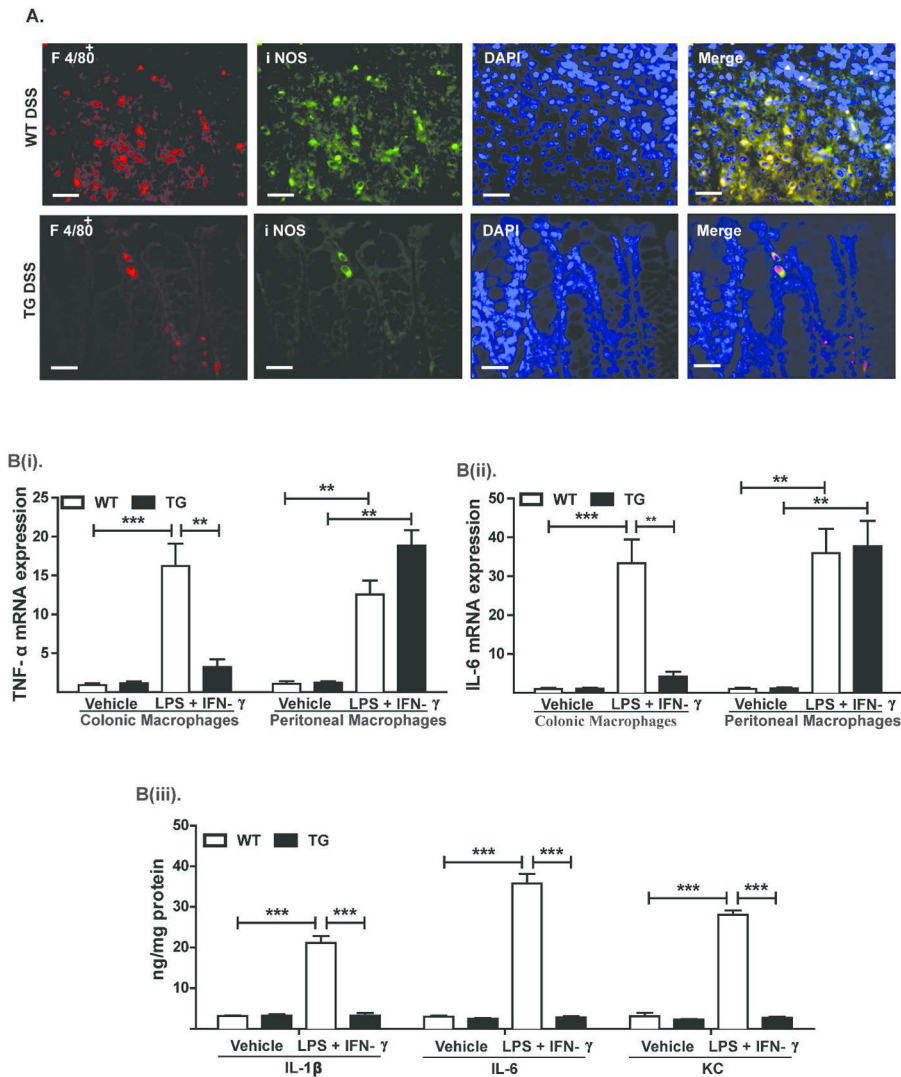 A.
F 4/80+ i NOS DAPI Merge
WT DSS
F 4/80+ i NOS DAPI Merge
TG DSS
B(i).
WT TG
TNF- α mRNA expression
25
20
15
10
5
*** ** ** **
Vehicle LPS + IFN- γ Vehicle LPS + IFN- γ
Colonic Macrophages Peritoneal Macrophages
B(ii).
WT TG
IL-6 mRNA expression
50
40
30
20
10
*** ** ** **
Vehicle LPS + IFN- γ Vehicle LPS + IFN- γ
Colonic Macrophages Peritoneal Macrophages
B(iii).
WT TG
ng/mg protein
50
40
30
20
10
*** *** *** *** *** ***
Vehicle LPS + IFN- γ Vehicle LPS + IFN- γ Vehicle LPS + IFN- γ
IL-1β IL-6 KC